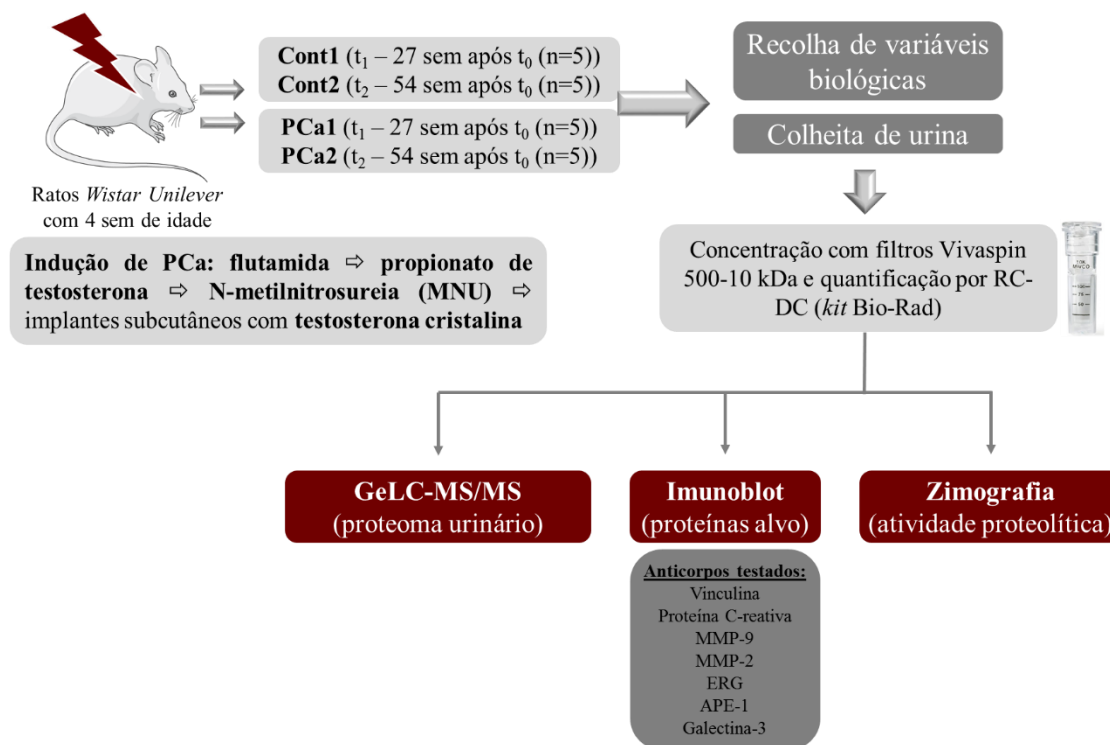 Cont1 (t₁ – 27 sem após t₀ (n=5))
Cont2 (t₂ – 54 sem após t₀ (n=5))
PCa1 (t₁ – 27 sem após t₀ (n=5))
PCa2 (t₂ – 54 sem após t₀ (n=5))
Ratos Wistar Unilever
com 4 sem de idade
Indução de PCa: flutamida ⇨ propionato de
testosterona ⇨ N-metilnitrosureia (MNU) ⇨
implantes subcutâneos com testosterona cristalina
Recolha de variáveis
biológicas
Colheita de urina
Concentração com filtros Vivaspin
500-10 kDa e quantificação por RC-
DC (kit Bio-Rad)
GeLC-MS/MS
(proteoma urinário)
Imunoblot
(proteínas alvo)
Zimografia
(atividade proteolítica)
Anticorpos testados:
Vinculina
Proteína C-reativa
MMP-9
MMP-2
ERG
APE-1
Galectina-3